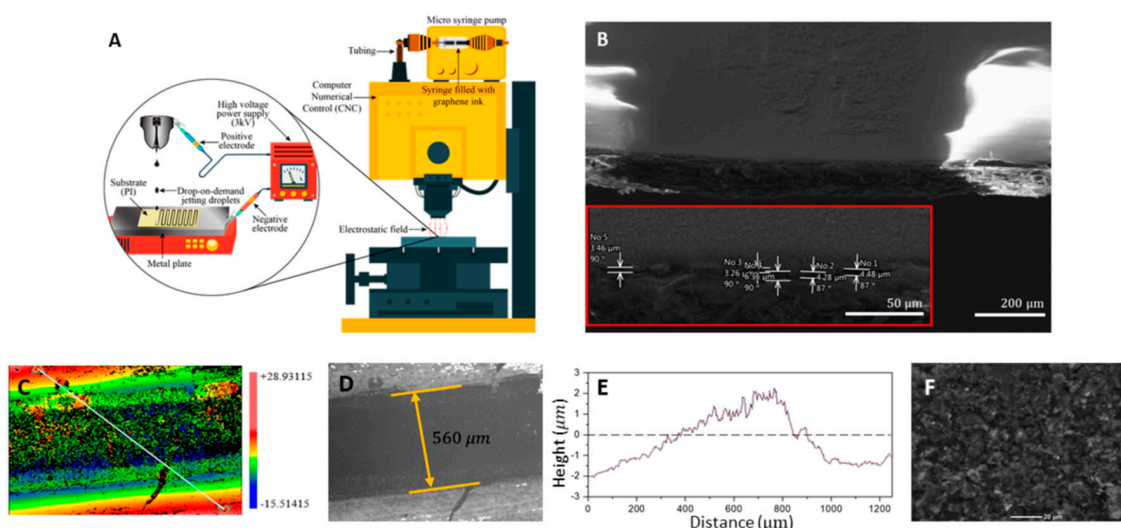 A
Micro syringe pump
Tubing
Syringe filled with
graphene ink
Computer
Numerical
Control (CNC)
High voltage
power supply
(3kV)
Positive
electrode
Substrate
(PI)
Drop-on-demand
jetting droplets
Negative
electrode
Metal plate
Electrostatic field
B
No 5
3.46 µm
90 °
No 3
3.26 µm
90 °
90 °
No 2
4.28 µm
87 °
No 1
4.48 µm
87 °
50 µm
200 µm
C
+28.93115
-15.51415
D
560 µm
E
Height (µm)
3
2
1
0
-1
-2
-3
0
200
400
600
800
1000
1200
Distance (µm)
F
20 µm